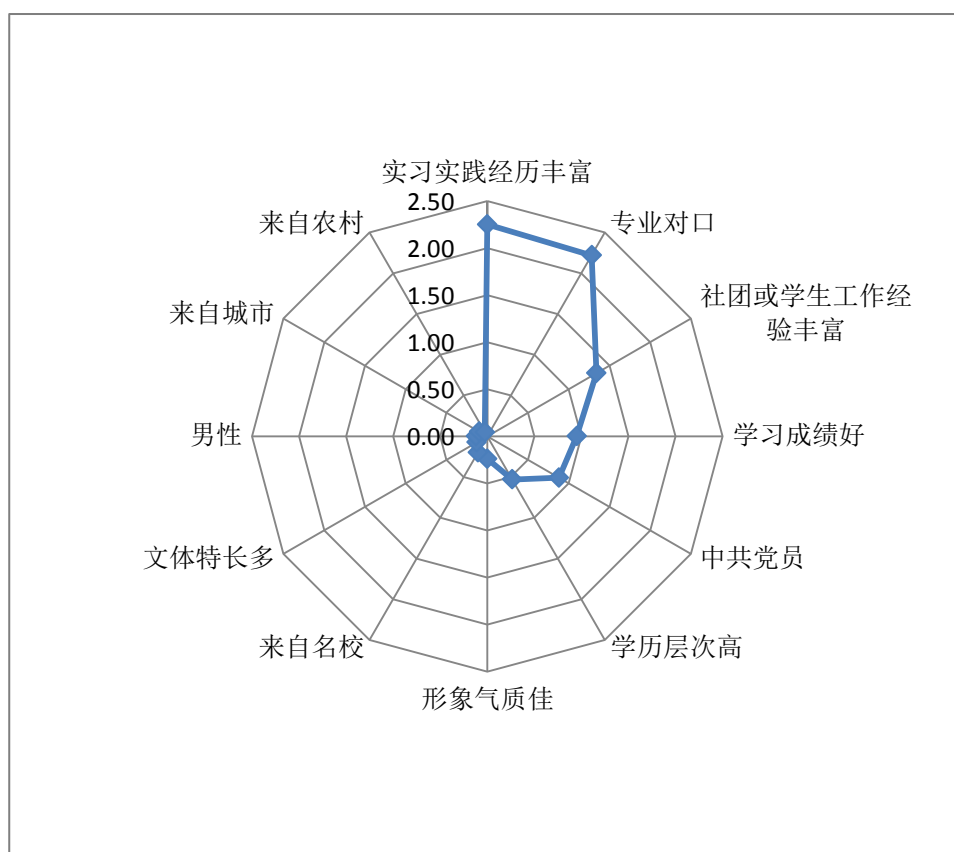 实习实践经历丰富
2.50
来自农村
专业对口
2.00
社团或学生工作经
验丰富
来自城市
1.50
1.00
0.50
男性
0.00
学习成绩好
文体特长多
中共党员
来自名校
学历层次高
形象气质佳